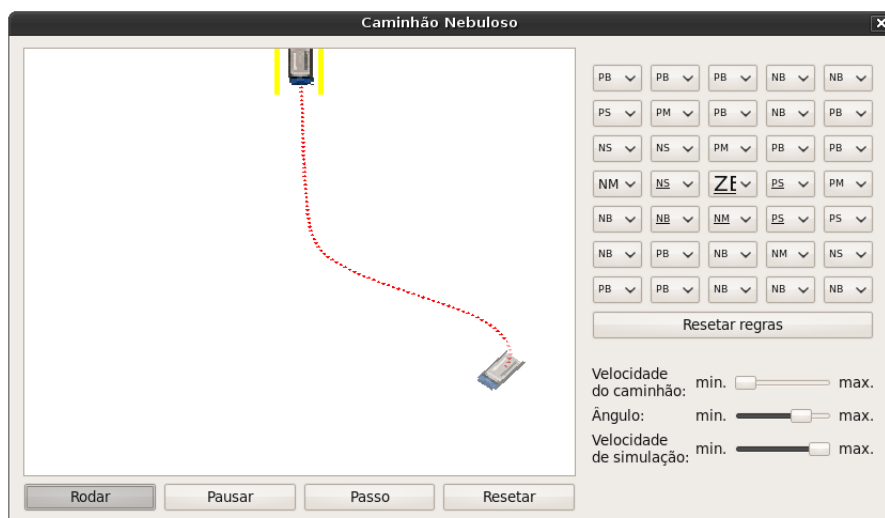 Caminhão Nebuloso
PB PB PB NB NB
PS PM PB NB PB
NS NS PM PB PB
NM NS ZE PS PM
NB NB NM PS PS
NB PB NB NM NS
PB PB NB NB NB
Resetar regras
Velocidade
do caminhão: min. max.
Ângulo: min. max.
Velocidade
de simulação: min. max.
Rodar Pausar Passo Resetar